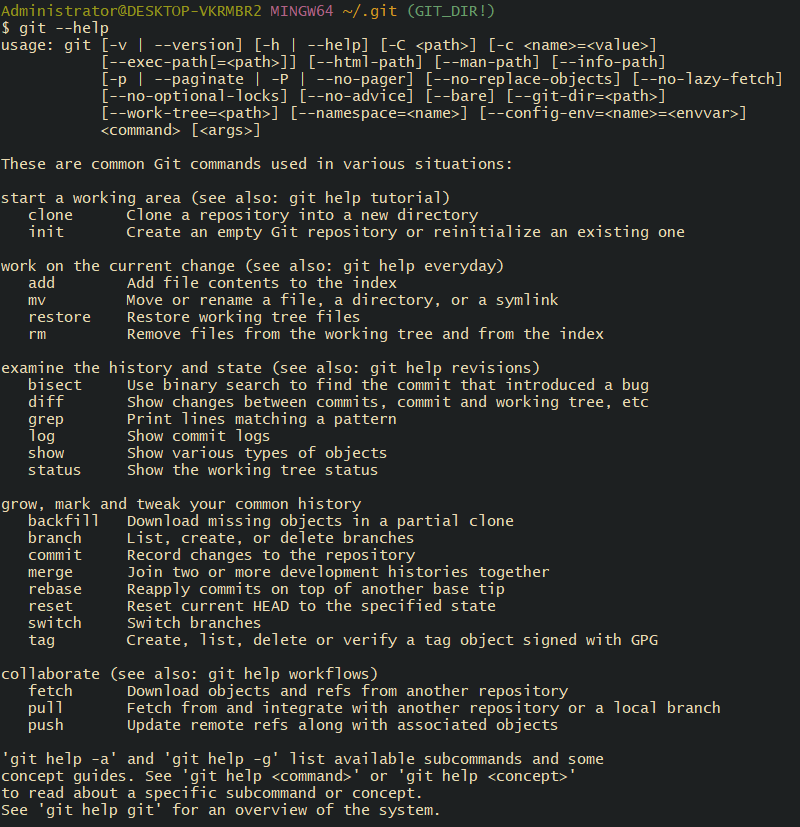 Administrator@DESKTOP-VKRMBR2 MINGW64 ~/.git (GIT_DIR!)
$ git --help
usage: git [-v | --version] [-h | --help] [-C <path>] [-c <name>=<value>]
           [--exec-path[=<path>]] [--html-path] [--man-path] [--info-path]
           [-p | --paginate | -P | --no-pager] [--no-replace-objects] [--no-lazy-fetch]
           [--no-optional-locks] [--no-advice] [--bare] [--git-dir=<path>]
           [--work-tree=<path>] [--namespace=<name>] [--config-env=<name>=<envvar>]
           <command> [<args>]

These are common Git commands used in various situations:

start a working area (see also: git help tutorial)
   clone      Clone a repository into a new directory
   init       Create an empty Git repository or reinitialize an existing one

work on the current change (see also: git help everyday)
   add        Add file contents to the index
   mv         Move or rename a file, a directory, or a symlink
   restore    Restore working tree files
   rm         Remove files from the working tree and from the index

examine the history and state (see also: git help revisions)
   bisect     Use binary search to find the commit that introduced a bug
   diff       Show changes between commits, commit and working tree, etc
   grep       Print lines matching a pattern
   log        Show commit logs
   show       Show various types of objects
   status     Show the working tree status

grow, mark and tweak your common history
   backfill   Download missing objects in a partial clone
   branch     List, create, or delete branches
   commit     Record changes to the repository
   merge      Join two or more development histories together
   rebase     Reapply commits on top of another base tip
   reset      Reset current HEAD to the specified state
   switch     Switch branches
   tag        Create, list, delete or verify a tag object signed with GPG

collaborate (see also: git help workflows)
   fetch      Download objects and refs from another repository
   pull       Fetch from and integrate with another repository or a local branch
   push       Update remote refs along with associated objects

'git help -a' and 'git help -g' list available subcommands and some
concept guides. See 'git help <command>' or 'git help <concept>'
to read about a specific subcommand or concept.
See 'git help git' for an overview of the system.